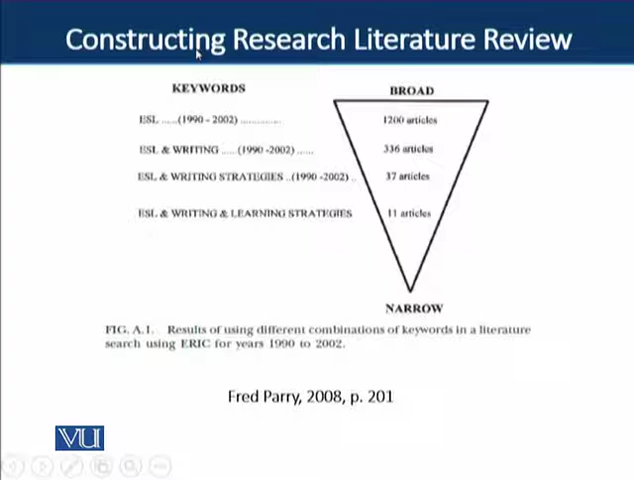 Constructing Research Literature Review
KEYWORDS
BROAD
ESL .....(1990 - 2002) ..............
1200 articles
ESL & WRITING .....(1990 -2002) ......
336 articles
ESL & WRITING STRATEGIES ..(1990 -2002) ..
37 articles
ESL & WRITING & LEARNING STRATEGIES
11 articles
NARROW
FIG. A.1. Results of using different combinations of keywords in a literature
search using ERIC for years 1990 to 2002.
Fred Parry, 2008, p. 201
VU